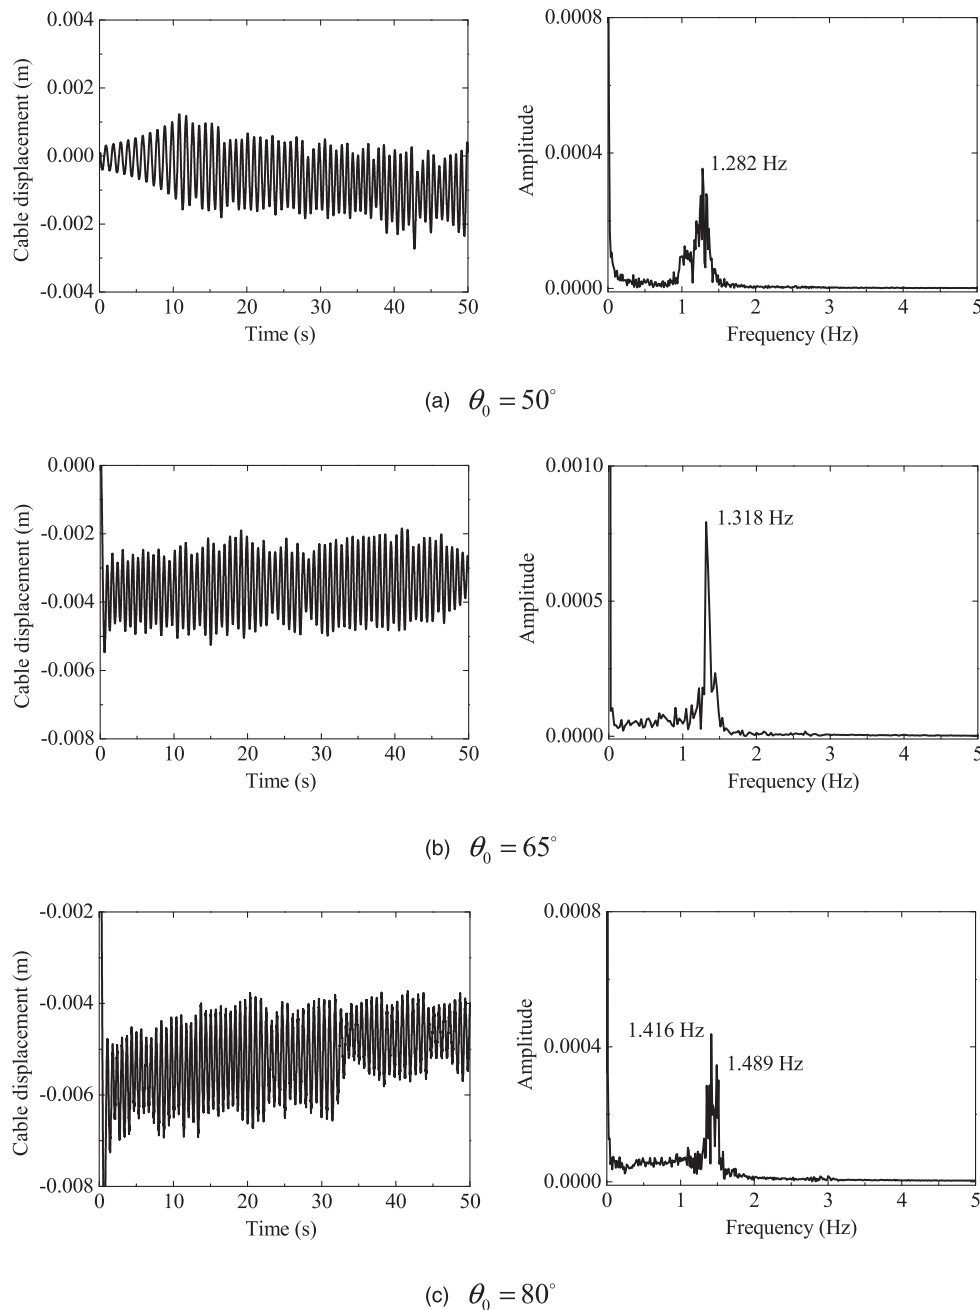 0.004
0.002
0.000
-0.002
-0.004
Cable displacement (m)
0 10 20 30 40 50
Time (s)
0.0008
0.0004
0.0000
Amplitude
1.282 Hz
0 1 2 3 4 5
Frequency (Hz)
(a) θ₀ = 50°
0.000
-0.002
-0.004
-0.006
-0.008
Cable displacement (m)
0 10 20 30 40 50
Time (s)
0.0010
0.0005
0.0000
Amplitude
1.318 Hz
0 1 2 3 4 5
Frequency (Hz)
(b) θ₀ = 65°
-0.002
-0.004
-0.006
-0.008
Cable displacement (m)
0 10 20 30 40 50
Time (s)
0.0008
0.0004
0.0000
Amplitude
1.416 Hz
1.489 Hz
0 1 2 3 4 5
Frequency (Hz)
(c) θ₀ = 80°